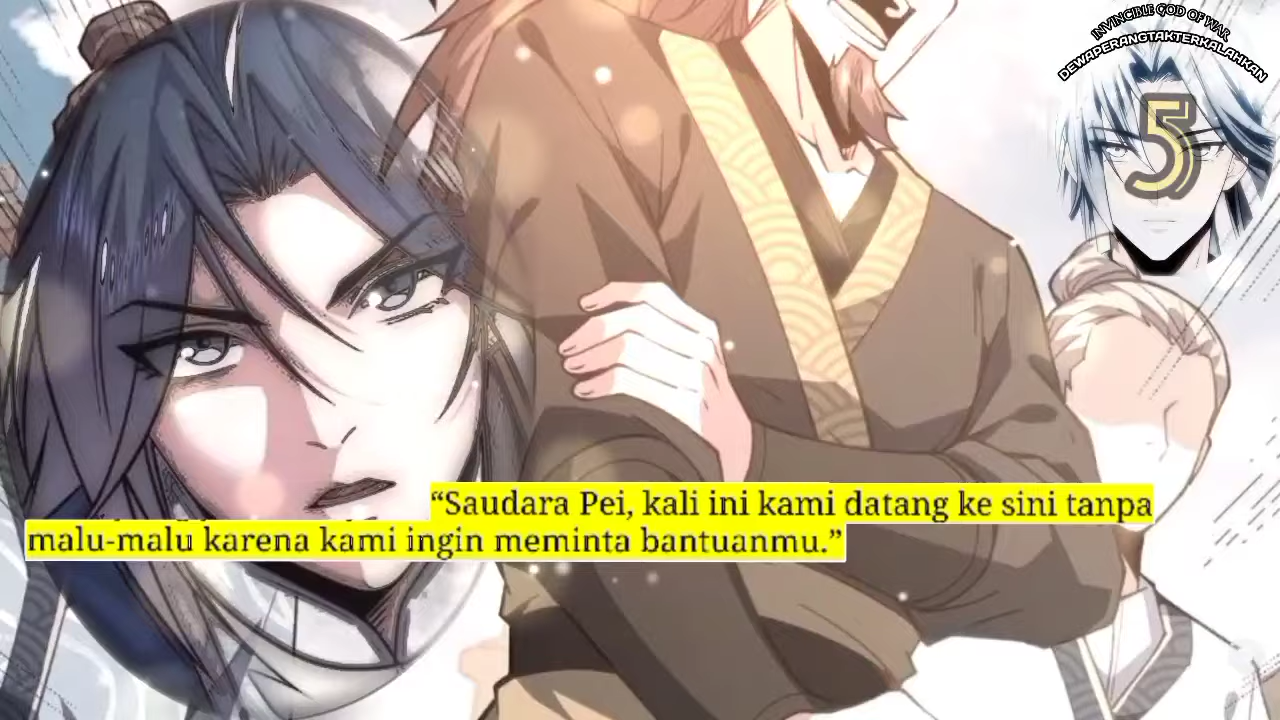 INVINCIBLE GOD OF WAR
DEWAPERANGTAKTERKALAHKAN
5
“Saudara Pei, kali ini kami datang ke sini tanpa
malu-malu karena kami ingin meminta bantuanmu.”